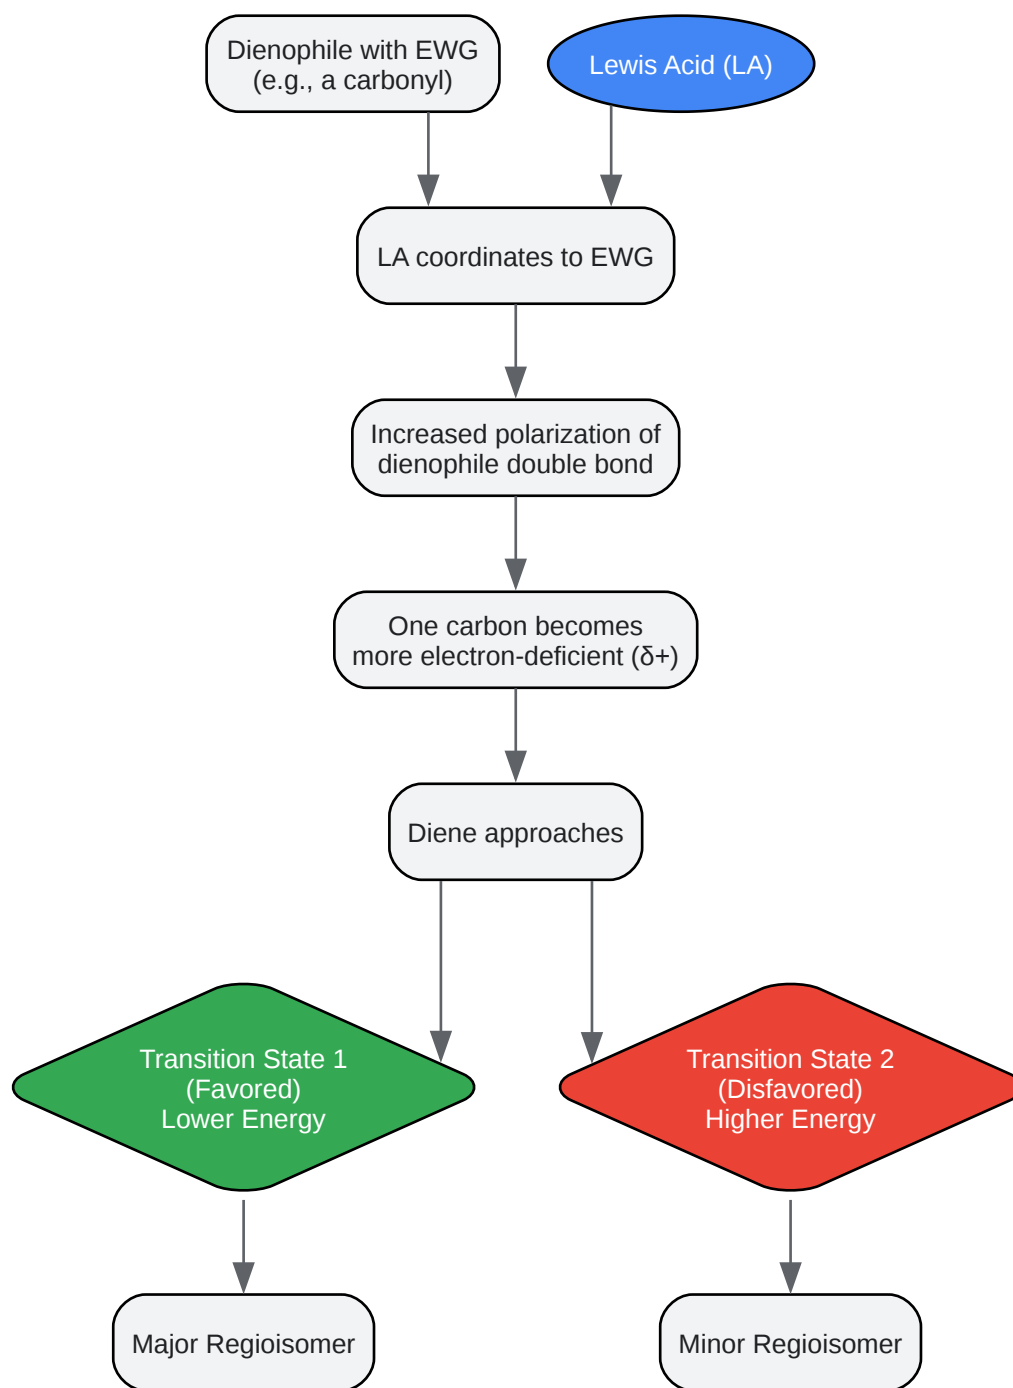 Dienophile with EWG
(e.g., a carbonyl)
Lewis Acid (LA)
LA coordinates to EWG
Increased polarization of
dienophile double bond
One carbon becomes
more electron-deficient (δ+)
Diene approaches
Transition State 1
(Favored)
Lower Energy
Transition State 2
(Disfavored)
Higher Energy
Major Regioisomer
Minor Regioisomer